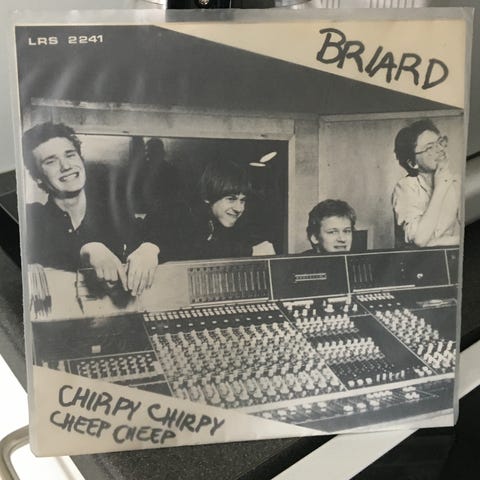 LRS 2241
BRIARD
CHIRPY CHIRPY
CHEEP CHEEP